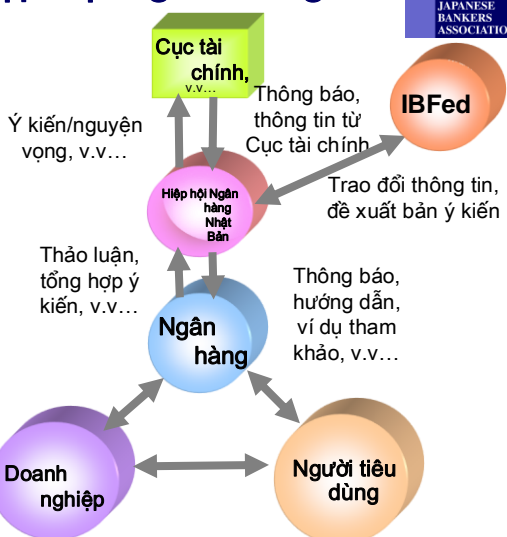 JAPANESE
BANKERS
ASSOCIATIO
Cục tài
chính,
v.v…
IBFed
Thông báo,
thông tin từ
Cục tài chính
Ý kiến/nguyện
vọng, v.v…
Hiệp hội Ngân
hàng
Nhật
Bản
Trao đổi thông tin,
đề xuất bản ý kiến
Thảo luận,
tổng hợp ý
kiến, v.v…
Thông báo,
hướng dẫn,
ví dụ tham
khảo, v.v…
Ngân
hàng
Doanh
nghiệp
Người tiêu
dùng